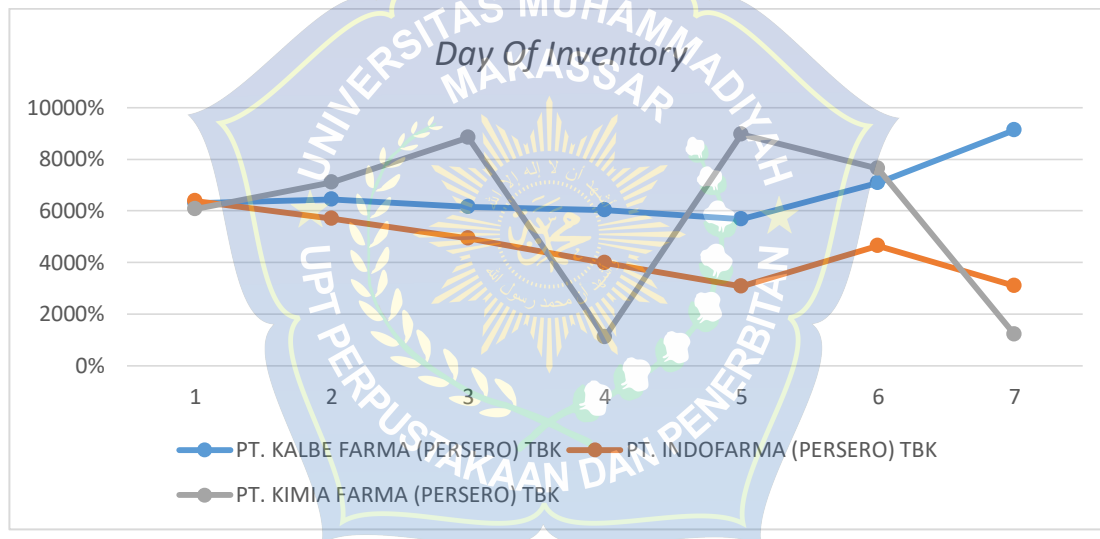 Day Of Inventory
10000%
8000%
6000%
4000%
2000%
0%
1 2 3 4 5 6 7
PT. KALBE FARMA (PERSERO) TBK PT. INDOFARMA (PERSERO) TBK
PT. KIMIA FARMA (PERSERO) TBK
UNIVERSITAS MUHAMMADIYAH
MAKASSAR
UPT PERPUSTAKAAN DAN PENERBITAN